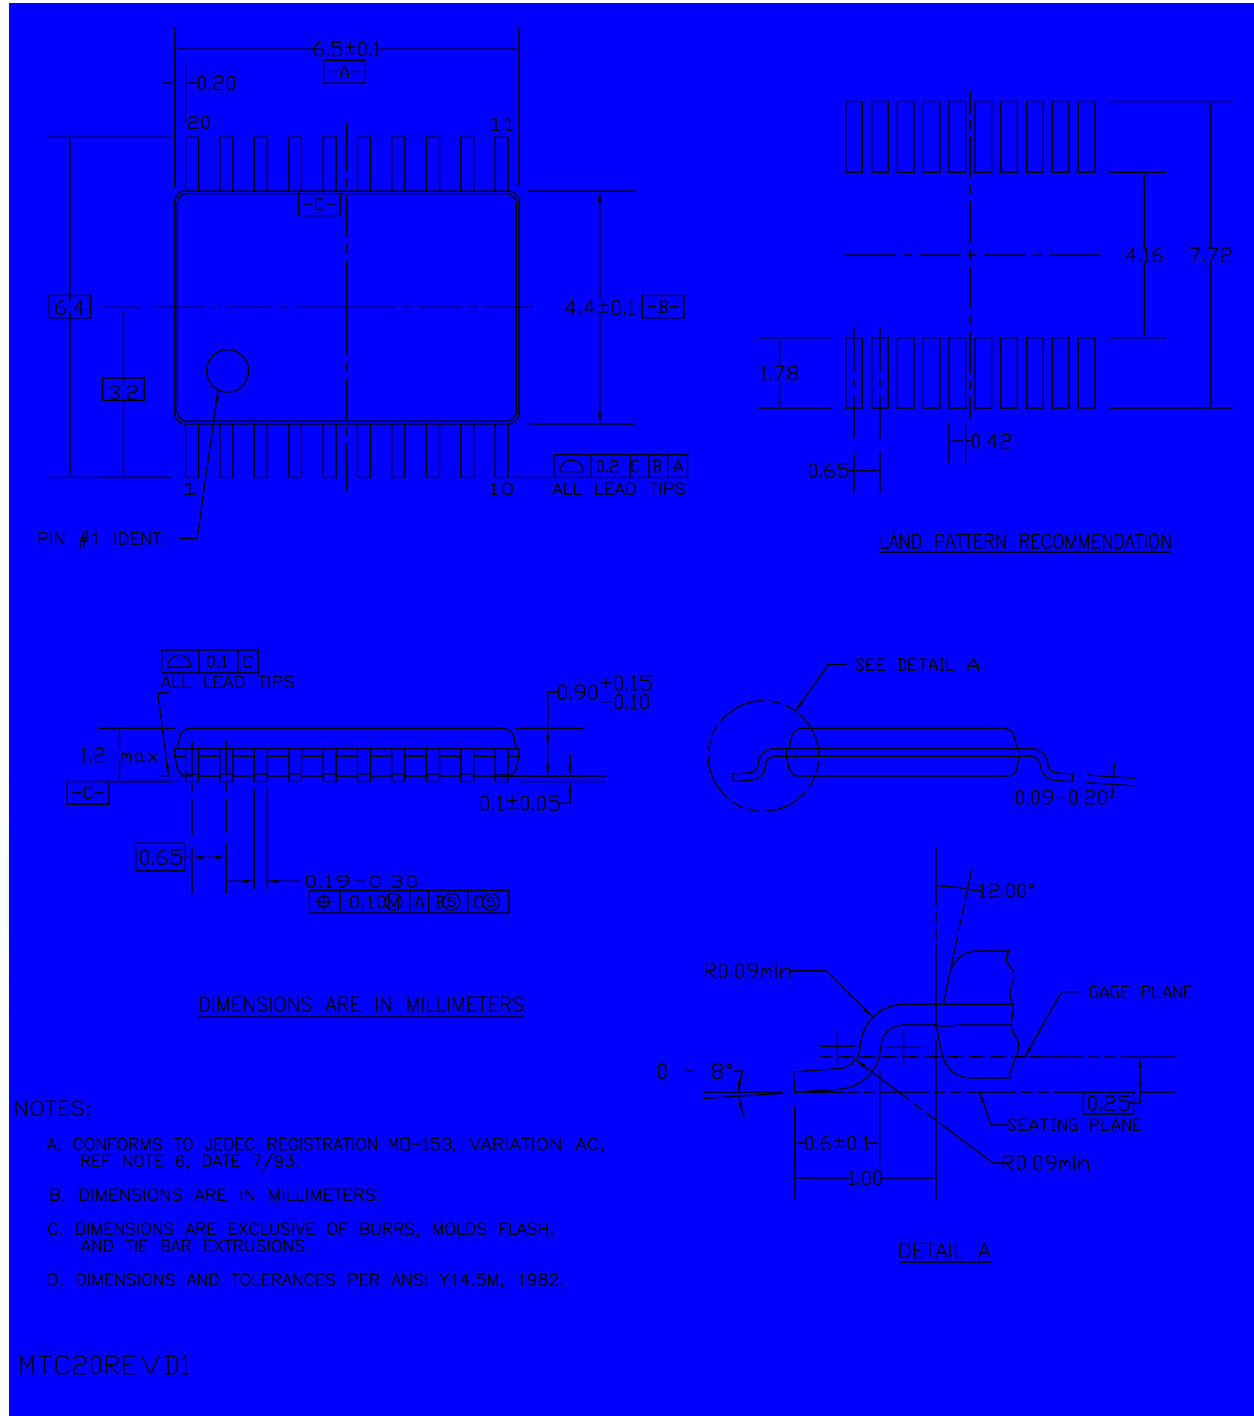 6.5±0.1
-A-
0.20
20
11
-C-
6.4
3.2
4.4±0.1 -B-
0.2 C B A
ALL LEAD TIPS
1
10
PIN #1 IDENT.
4.16
7.72
1.78
0.42
0.65
LAND PATTERN RECOMMENDATION
0.1 C
ALL LEAD TIPS
0.90 +0.15
-0.10
1.2 max
-C-
0.1±0.05
0.65
0.19-0.30
⌖ 0.10Ⓜ A BⓈ CⓈ
SEE DETAIL A
0.09-0.20
DIMENSIONS ARE IN MILLIMETERS
12.00°
R0.09min
GAGE PLANE
0 - 8°
0.25
SEATING PLANE
0.6±0.1
R0.09min
1.00
DETAIL A
NOTES:
A. CONFORMS TO JEDEC REGISTRATION MO-153, VARIATION AC,
REF NOTE 6, DATE 7/93.
B. DIMENSIONS ARE IN MILLIMETERS.
C. DIMENSIONS ARE EXCLUSIVE OF BURRS, MOLDS FLASH,
AND TIE BAR EXTRUSIONS.
D. DIMENSIONS AND TOLERANCES PER ANSI Y14.5M, 1982.
MTC20REVD1